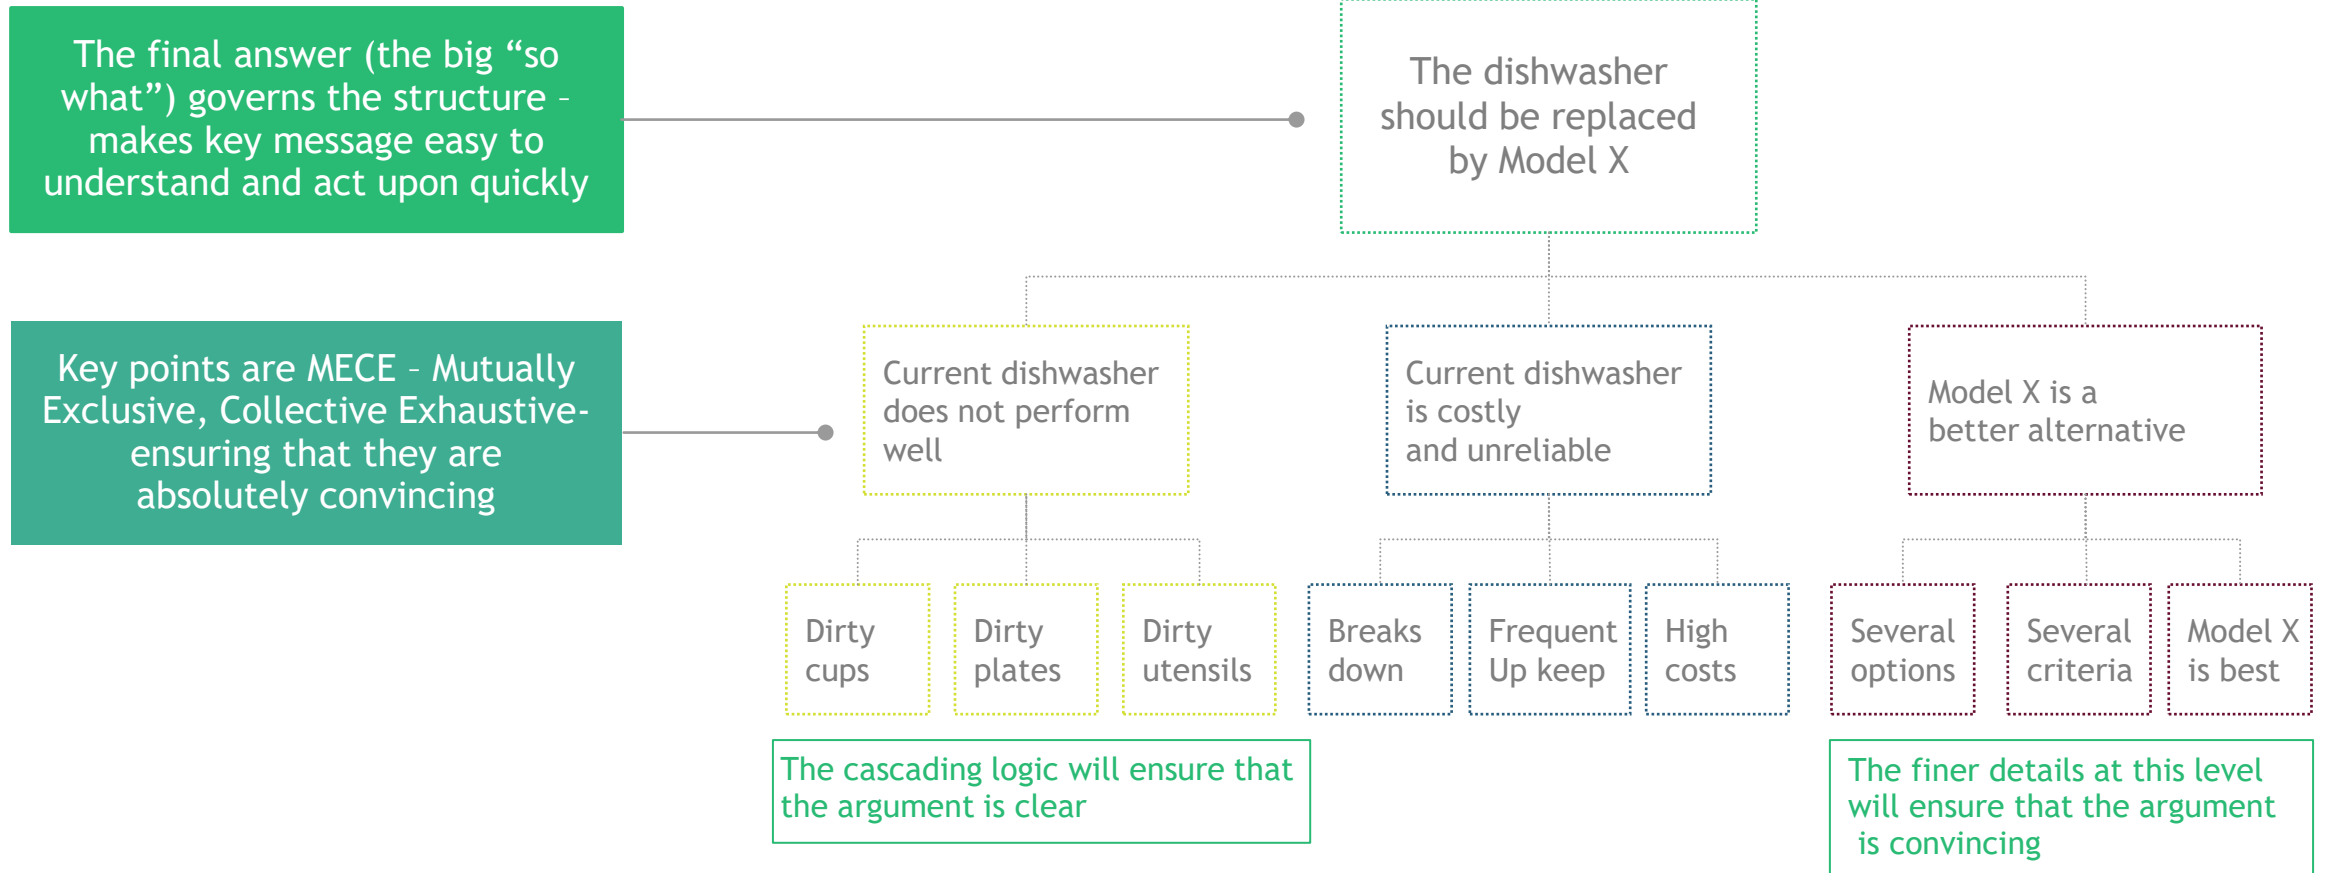 The final answer (the big “so
what”) governs the structure –
makes key message easy to
understand and act upon quickly
The dishwasher
should be replaced
by Model X
Key points are MECE – Mutually
Exclusive, Collective Exhaustive-
ensuring that they are
absolutely convincing
Current dishwasher
does not perform
well
Current dishwasher
is costly
and unreliable
Model X is a
better alternative
Dirty
cups
Dirty
plates
Dirty
utensils
Breaks
down
Frequent
Up keep
High
costs
Several
options
Several
criteria
Model X
is best
The cascading logic will ensure that
the argument is clear
The finer details at this level
will ensure that the argument
is convincing